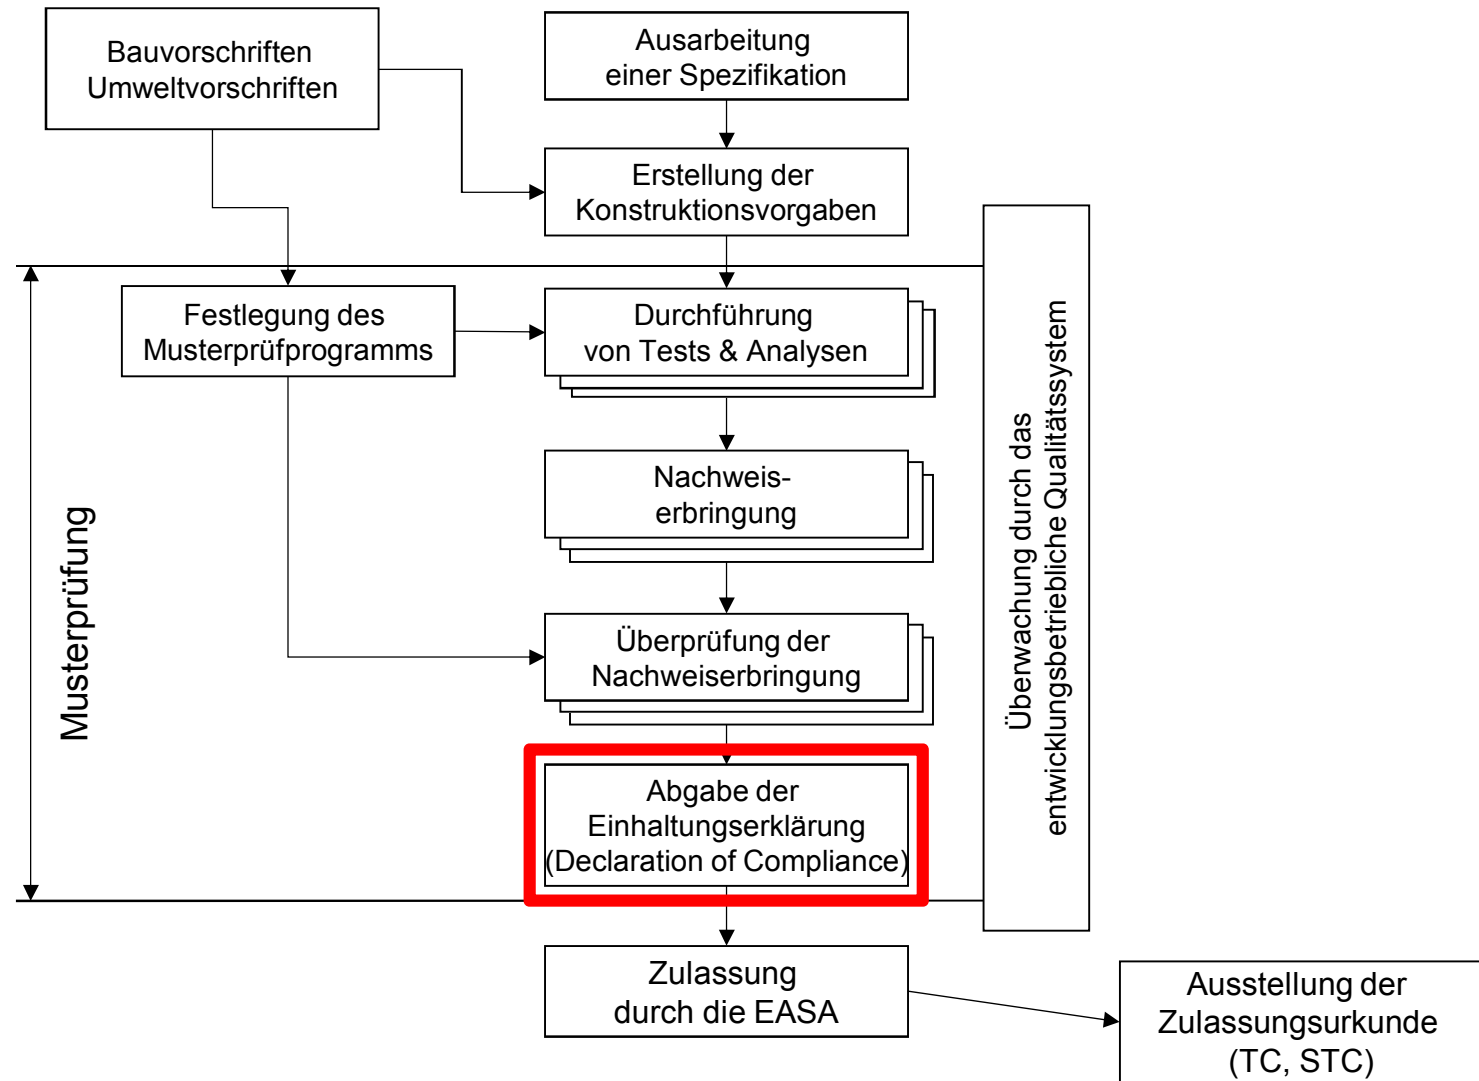 Bauvorschriften
Umweltvorschriften
Ausarbeitung
einer Spezifikation
Erstellung der
Konstruktionsvorgaben
Festlegung des
Musterprüfprogramms
Durchführung
von Tests & Analysen
Nachweis-
erbringung
Überprüfung der
Nachweiserbringung
Abgabe der
Einhaltungserklärung
(Declaration of Compliance)
Zulassung
durch die EASA
Ausstellung der
Zulassungsurkunde
(TC, STC)
Musterprüfung
Überwachung durch das
entwicklungsbetriebliche Qualitätssystem